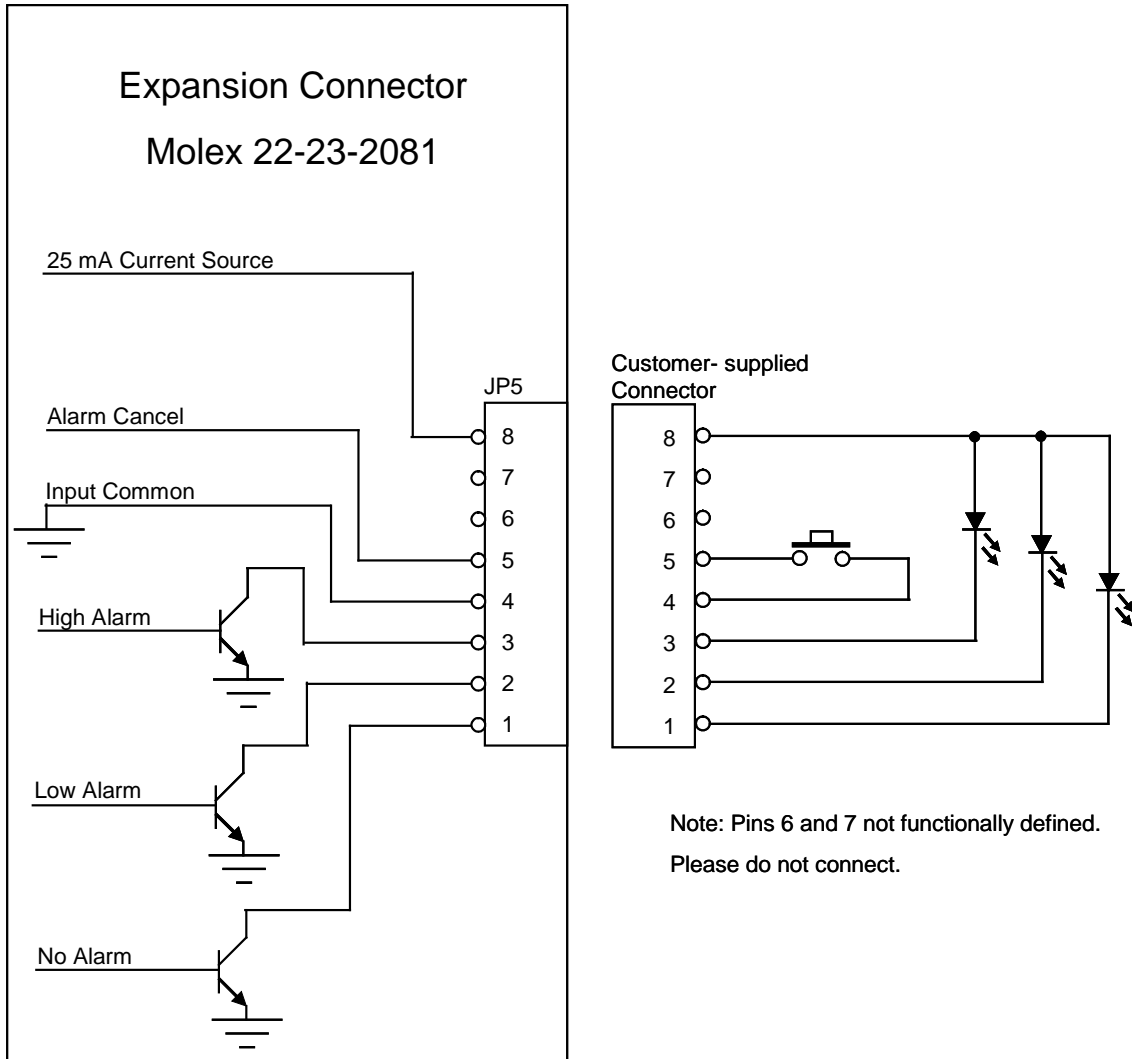 Expansion Connector
Molex 22-23-2081
25 mA Current Source
Alarm Cancel
Input Common
High Alarm
Low Alarm
No Alarm
JP5
8
7
6
5
4
3
2
1
Customer- supplied
Connector
8
7
6
5
4
3
2
1
Note: Pins 6 and 7 not functionally defined.
Please do not connect.